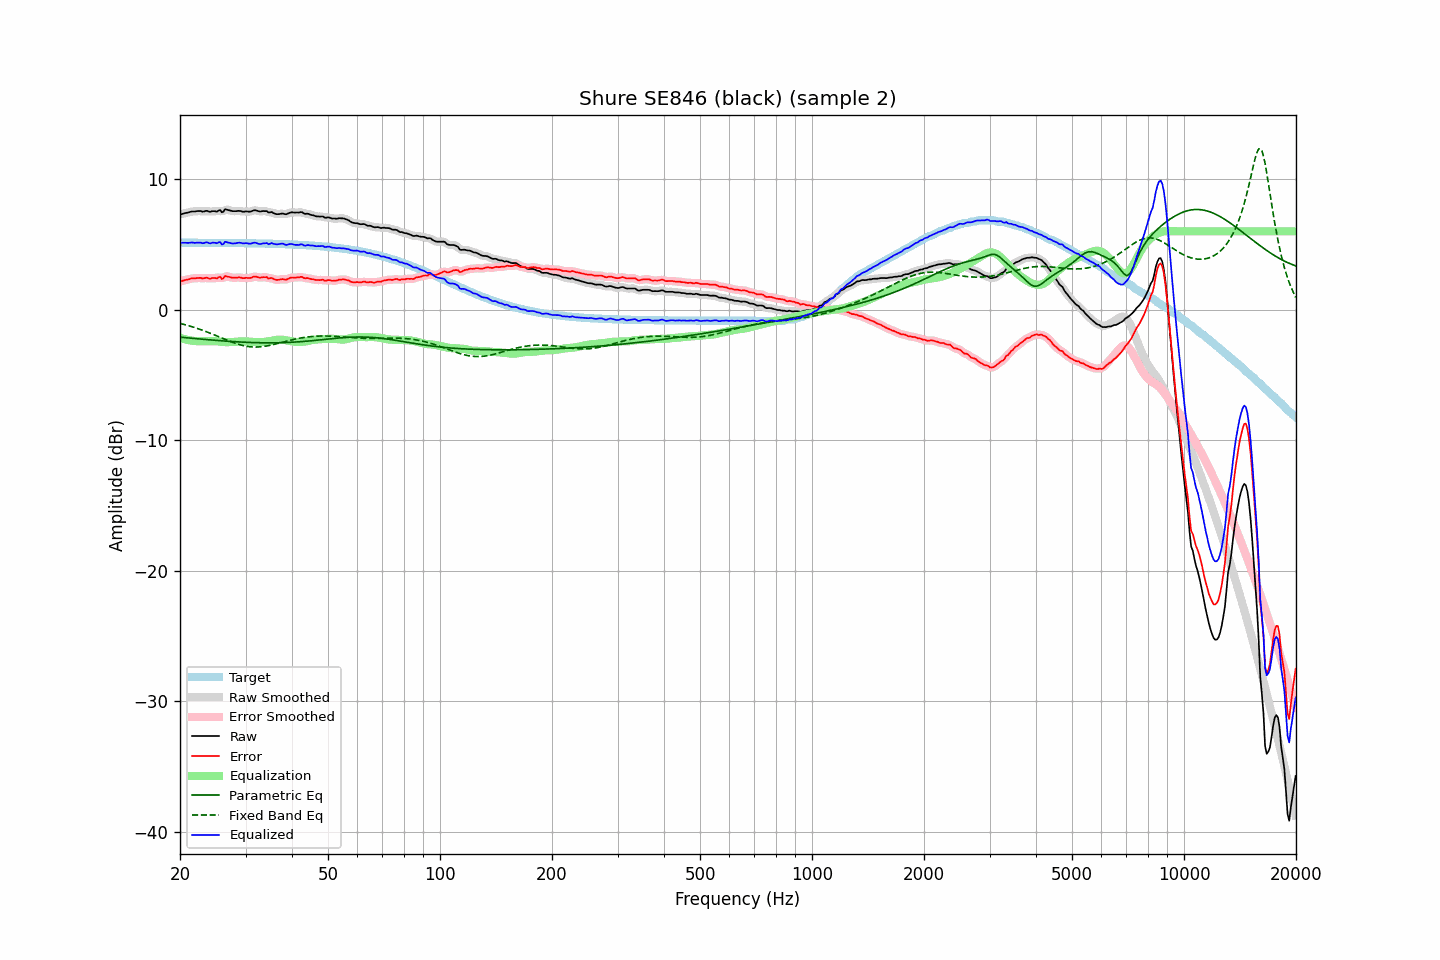 Shure SE846 (black) (sample 2)
Amplitude (dBr)
10
0
−10
−20
−30
−40
Target
Raw Smoothed
Error Smoothed
Raw
Error
Equalization
Parametric Eq
Fixed Band Eq
Equalized
20 50 100 200 500 1000 2000 5000 10000 20000
Frequency (Hz)